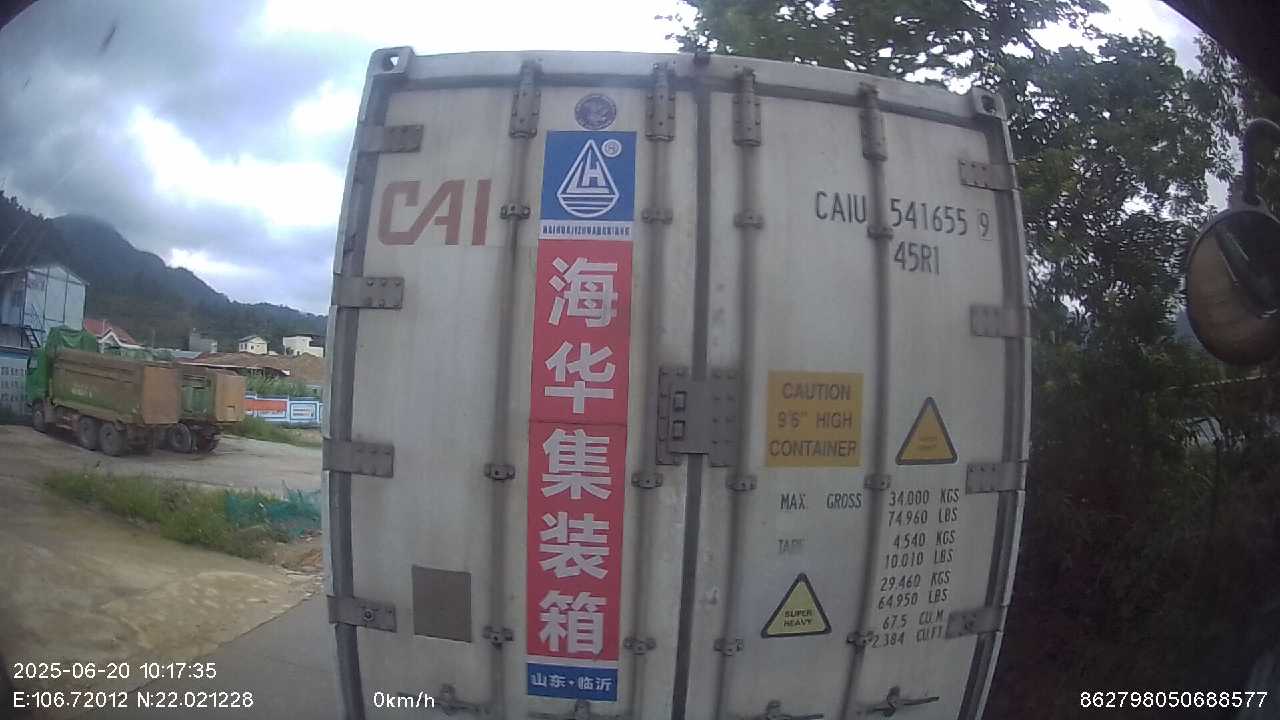 CAI
LH
HAIHUAJIZHUANGXIANG
海华集装箱
山东·临沂
CAIU 541655 9
45R1
CAUTION
9'6" HIGH
CONTAINER
MAX. GROSS 34.000 KGS
74.960 LBS
TARE 4.540 KGS
10.010 LBS
29.460 KGS
64.950 LBS
67.5 CU.M
2.384 CU.FT
SUPER
HEAVY
2025-06-20 10:17:35
E:106.72012 N:22.021228
0km/h
862798050688577